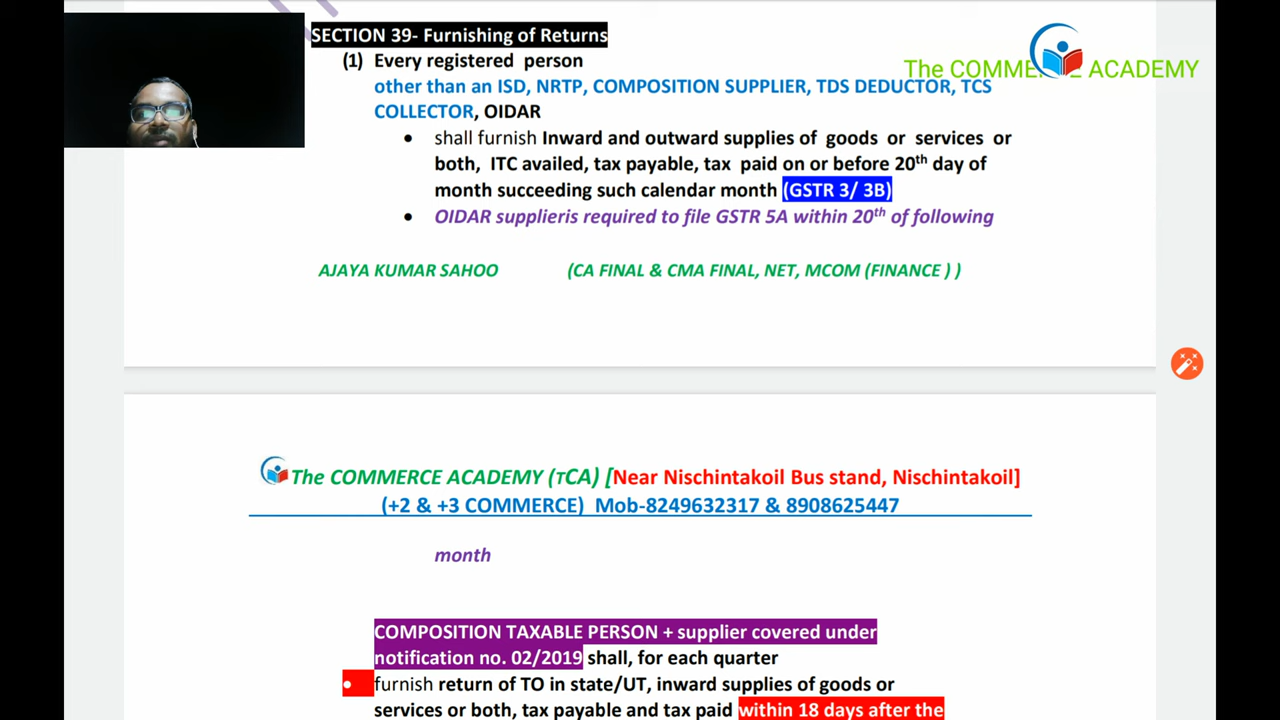 SECTION 39- Furnishing of Returns
The COMMERCE ACADEMY
(1) Every registered person
other than an ISD, NRTP, COMPOSITION SUPPLIER, TDS DEDUCTOR, TCS
COLLECTOR, OIDAR
• shall furnish Inward and outward supplies of goods or services or
both, ITC availed, tax payable, tax paid on or before 20th day of
month succeeding such calendar month (GSTR 3/ 3B)
• OIDAR supplieris required to file GSTR 5A within 20th of following
AJAYA KUMAR SAHOO (CA FINAL & CMA FINAL, NET, MCOM (FINANCE ) )
The COMMERCE ACADEMY (TCA) [Near Nischintakoil Bus stand, Nischintakoil]
(+2 & +3 COMMERCE) Mob-8249632317 & 8908625447
month
COMPOSITION TAXABLE PERSON + supplier covered under
notification no. 02/2019 shall, for each quarter
• furnish return of TO in state/UT, inward supplies of goods or
services or both, tax payable and tax paid within 18 days after the